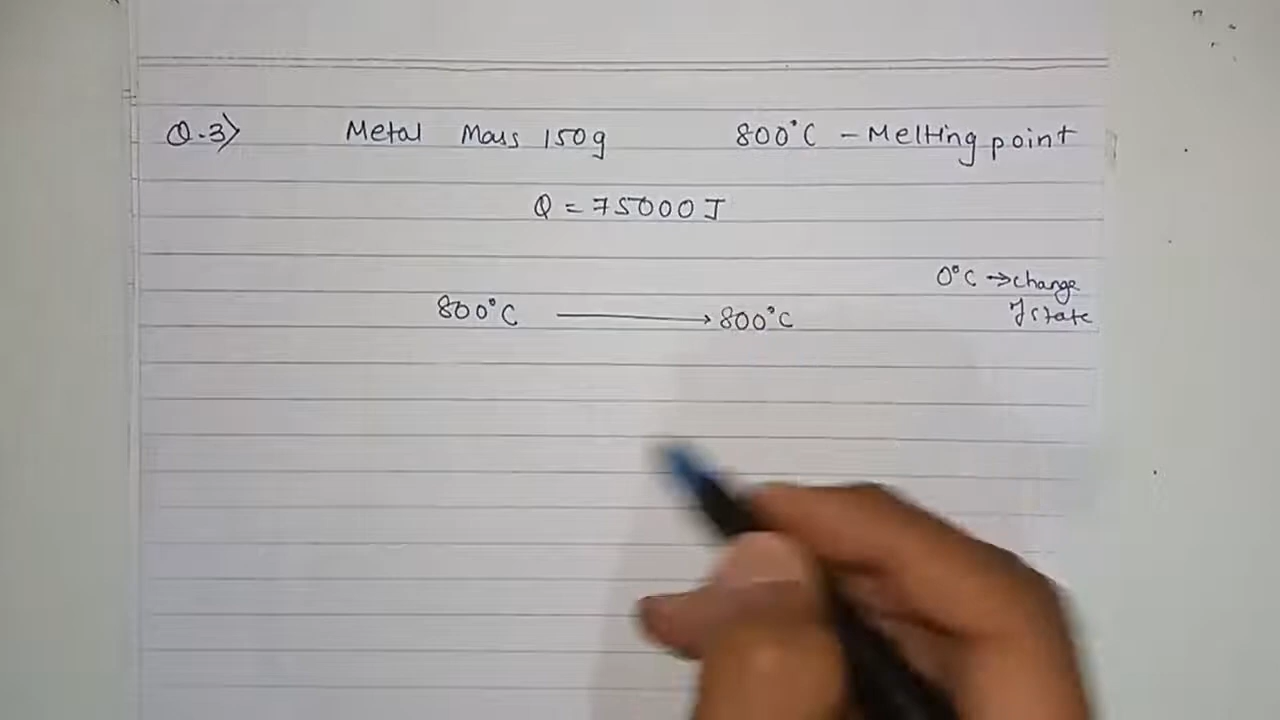 Q.3> Metal Mass 150g 800°C - Melting point
Q = 75000 J
0°C → change
of state
800°C → 800°C